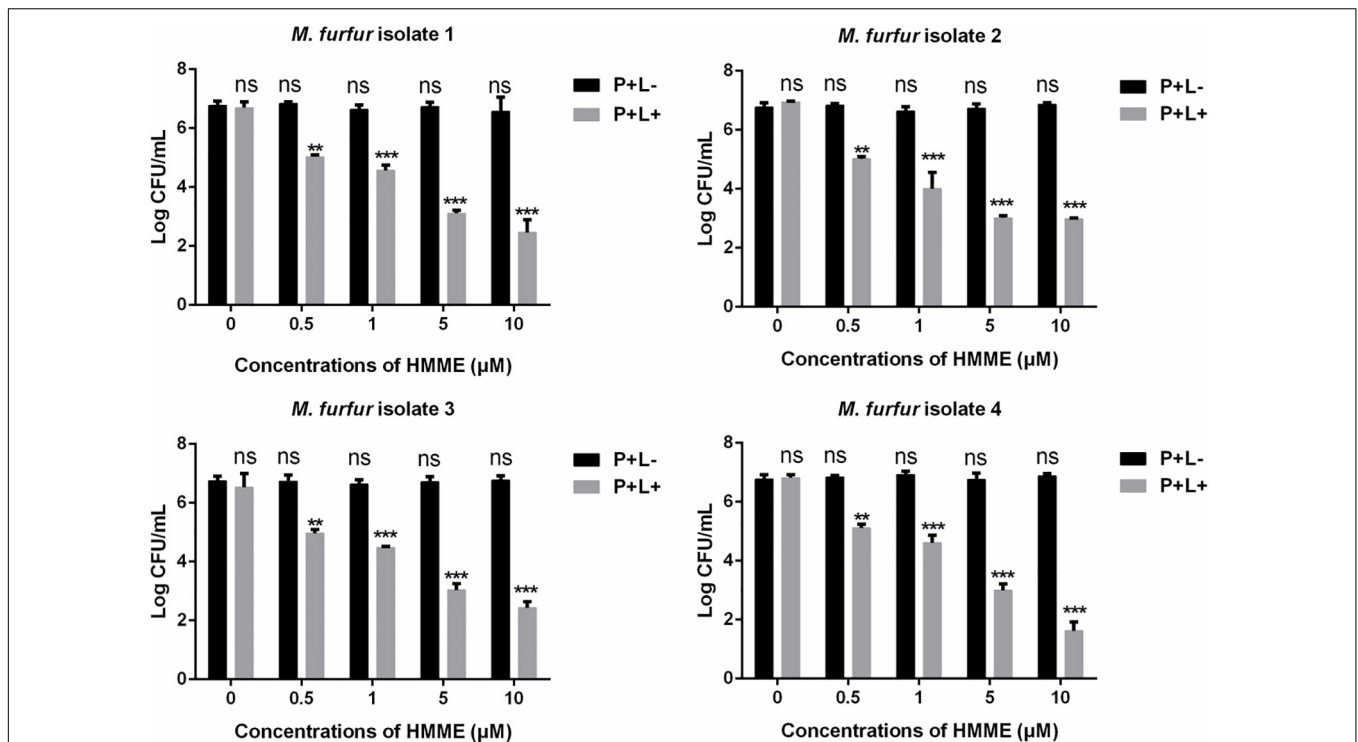 M. furfur isolate 1
8
6
4
2
0
Log CFU/mL
ns ns ns ns ns
** *** *** ***
P+L-
P+L+
0 0.5 1 5 10
Concentrations of HMME (µM)
M. furfur isolate 2
8
6
4
2
0
Log CFU/mL
ns ns ns ns ns
** *** *** ***
P+L-
P+L+
0 0.5 1 5 10
Concentrations of HMME (µM)
M. furfur isolate 3
8
6
4
2
0
Log CFU/mL
ns ns ns ns ns
** *** *** ***
P+L-
P+L+
0 0.5 1 5 10
Concentrations of HMME (µM)
M. furfur isolate 4
8
6
4
2
0
Log CFU/mL
ns ns ns ns ns
** *** *** ***
P+L-
P+L+
0 0.5 1 5 10
Concentrations of HMME (µM)